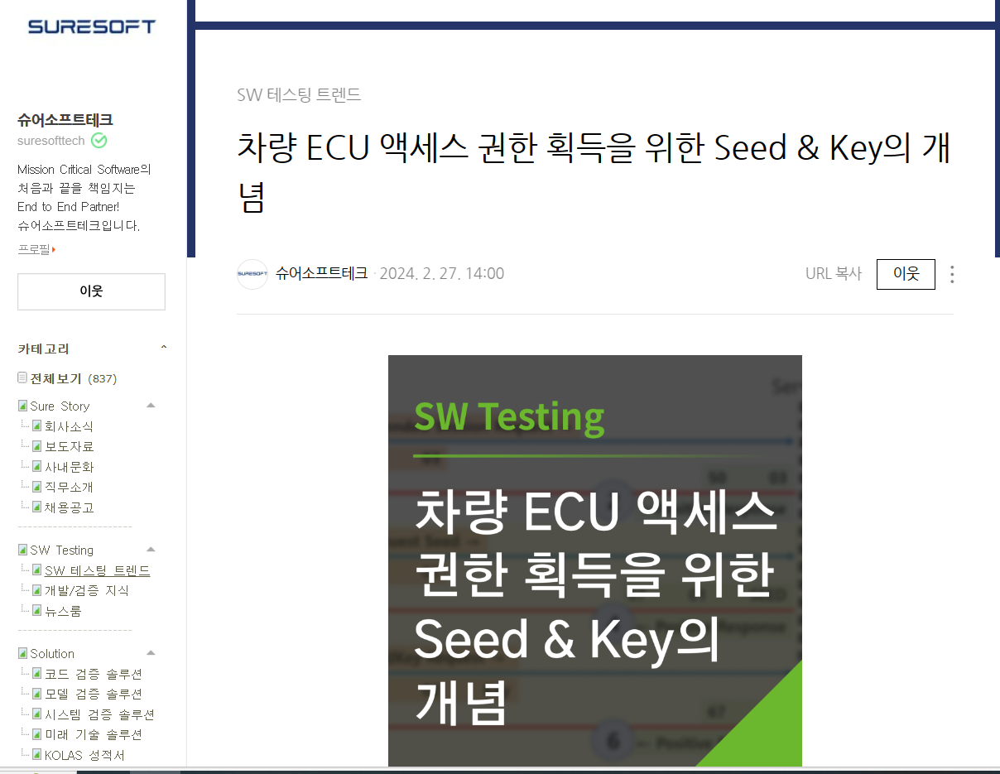 SURESOFT
슈어소프트테크
suresofttech
Mission Critical Software의
처음과 끝을 책임지는
End to End Partner!
슈어소프트테크입니다.
프로필
이웃
카테고리
전체보기 (837)
Sure Story
회사소식
보도자료
사내문화
직무소개
채용공고
SW Testing
SW 테스팅 트렌드
개발/검증 지식
뉴스룸
Solution
코드 검증 솔루션
모델 검증 솔루션
시스템 검증 솔루션
미래 기술 솔루션
KOLAS 성적서
SW 테스팅 트렌드
차량 ECU 액세스 권한 획득을 위한 Seed & Key의 개
념
SURESOFT 슈어소프트테크 · 2024. 2. 27. 14:00 URL 복사 이웃
SW Testing
차량 ECU 액세스
권한 획득을 위한
Seed & Key의
개념
50 03
67
6 Positive